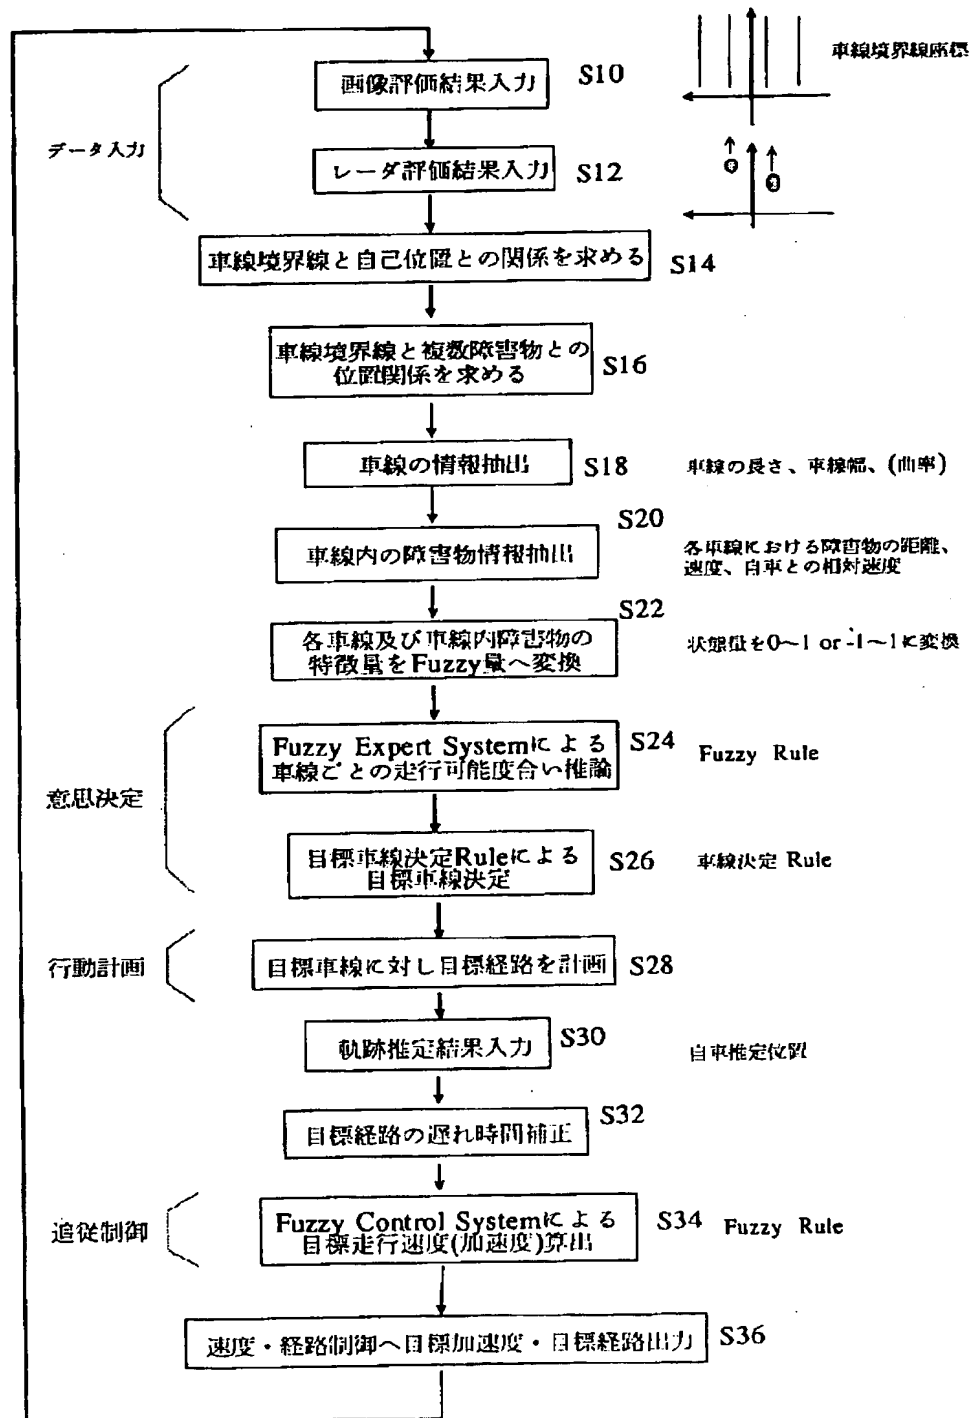 車線境界線座標
画像評価結果入力 S10
データ入力
レーダ評価結果入力 S12
車線境界線と自己位置との関係を求める S14
車線境界線と複数障害物との
位置関係を求める
S16
車線の情報抽出 S18 車線の長さ、車線幅、(曲率)
S20
車線内の障害物情報抽出
各車線における障害物の距離、
速度、自車との相対速度
S22
各車線及び車線内障害物の
特徴量をFuzzy量へ変換
状態量を0~1 or -1~1に変換
意思決定
Fuzzy Expert Systemによる
車線ごとの走行可能度合い推論
S24 Fuzzy Rule
目標車線決定Ruleによる
目標車線決定
S26 車線決定 Rule
行動計画
目標車線に対し目標経路を計画 S28
軌跡推定結果入力 S30 自車推定位置
目標経路の遅れ時間補正 S32
追従制御
Fuzzy Control Systemによる
目標走行速度(加速度)算出
S34 Fuzzy Rule
速度・経路制御へ目標加速度・目標経路出力 S36